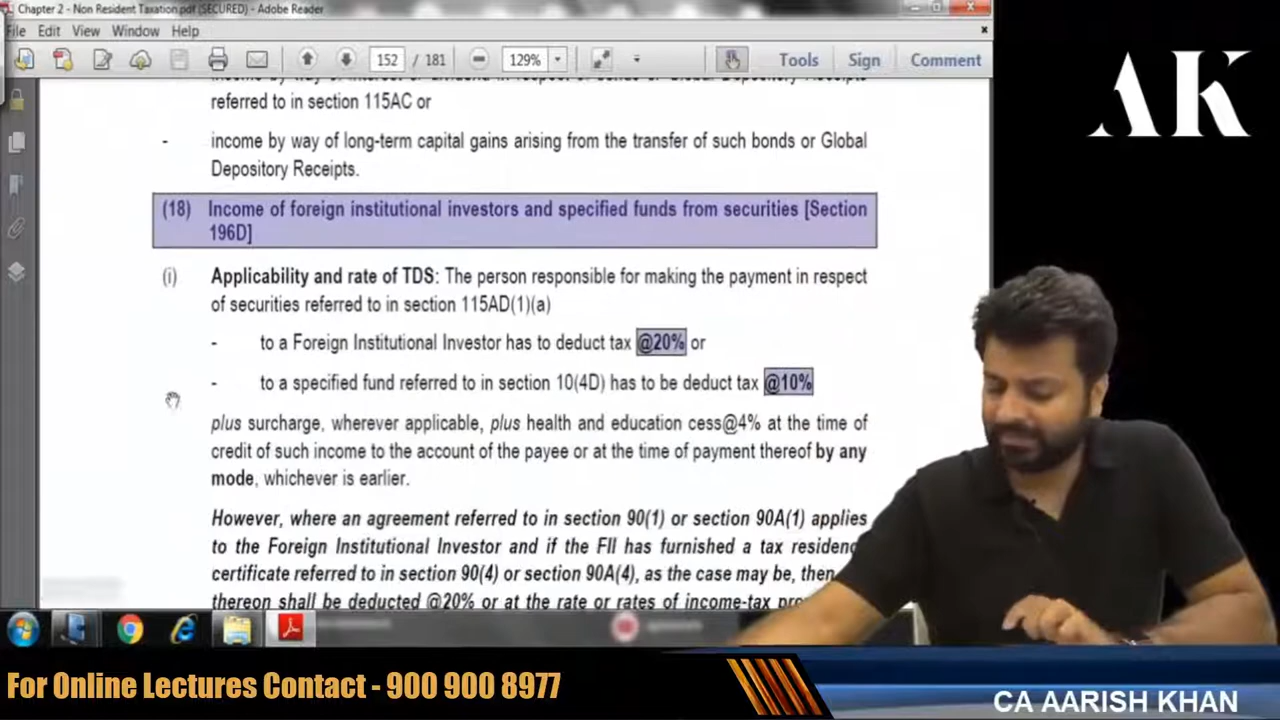 Chapter 2 - Non Resident Taxation.pdf (SECURED) - Adobe Reader
File Edit View Window Help
152 / 181 129% Tools Sign Comment
AK
referred to in section 115AC or
- income by way of long-term capital gains arising from the transfer of such bonds or Global
Depository Receipts.
(18) Income of foreign institutional investors and specified funds from securities [Section
196D]
(i) Applicability and rate of TDS: The person responsible for making the payment in respect
of securities referred to in section 115AD(1)(a)
- to a Foreign Institutional Investor has to deduct tax @20% or
- to a specified fund referred to in section 10(4D) has to be deduct tax @10%
plus surcharge, wherever applicable, plus health and education cess@4% at the time of
credit of such income to the account of the payee or at the time of payment thereof by any
mode, whichever is earlier.
However, where an agreement referred to in section 90(1) or section 90A(1) applies
to the Foreign Institutional Investor and if the FII has furnished a tax
certificate referred to in section 90(4) or section 90A(4), as the case may be, then
thereon shall be deducted @20% or at the rate or rates of income-tax
For Online Lectures Contact - 900 900 8977
CA AARISH KHAN